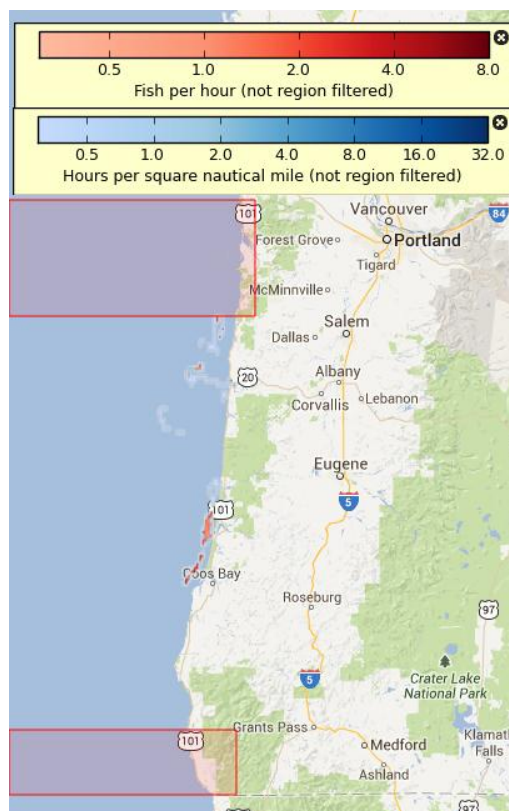 0.5 1.0 2.0 4.0 8.0
Fish per hour (not region filtered)
0.5 1.0 2.0 4.0 8.0 16.0 32.0
Hours per square nautical mile (not region filtered)
101
Vancouver
84
Forest Grove
Portland
Tigard
McMinnville
Salem
Dallas
Albany
20
Corvallis
Lebanon
Eugene
5
101
Coos Bay
Roseburg
97
Crater Lake
National Park
5
Grants Pass
101
Medford
Klamath
Falls
Ashland
97